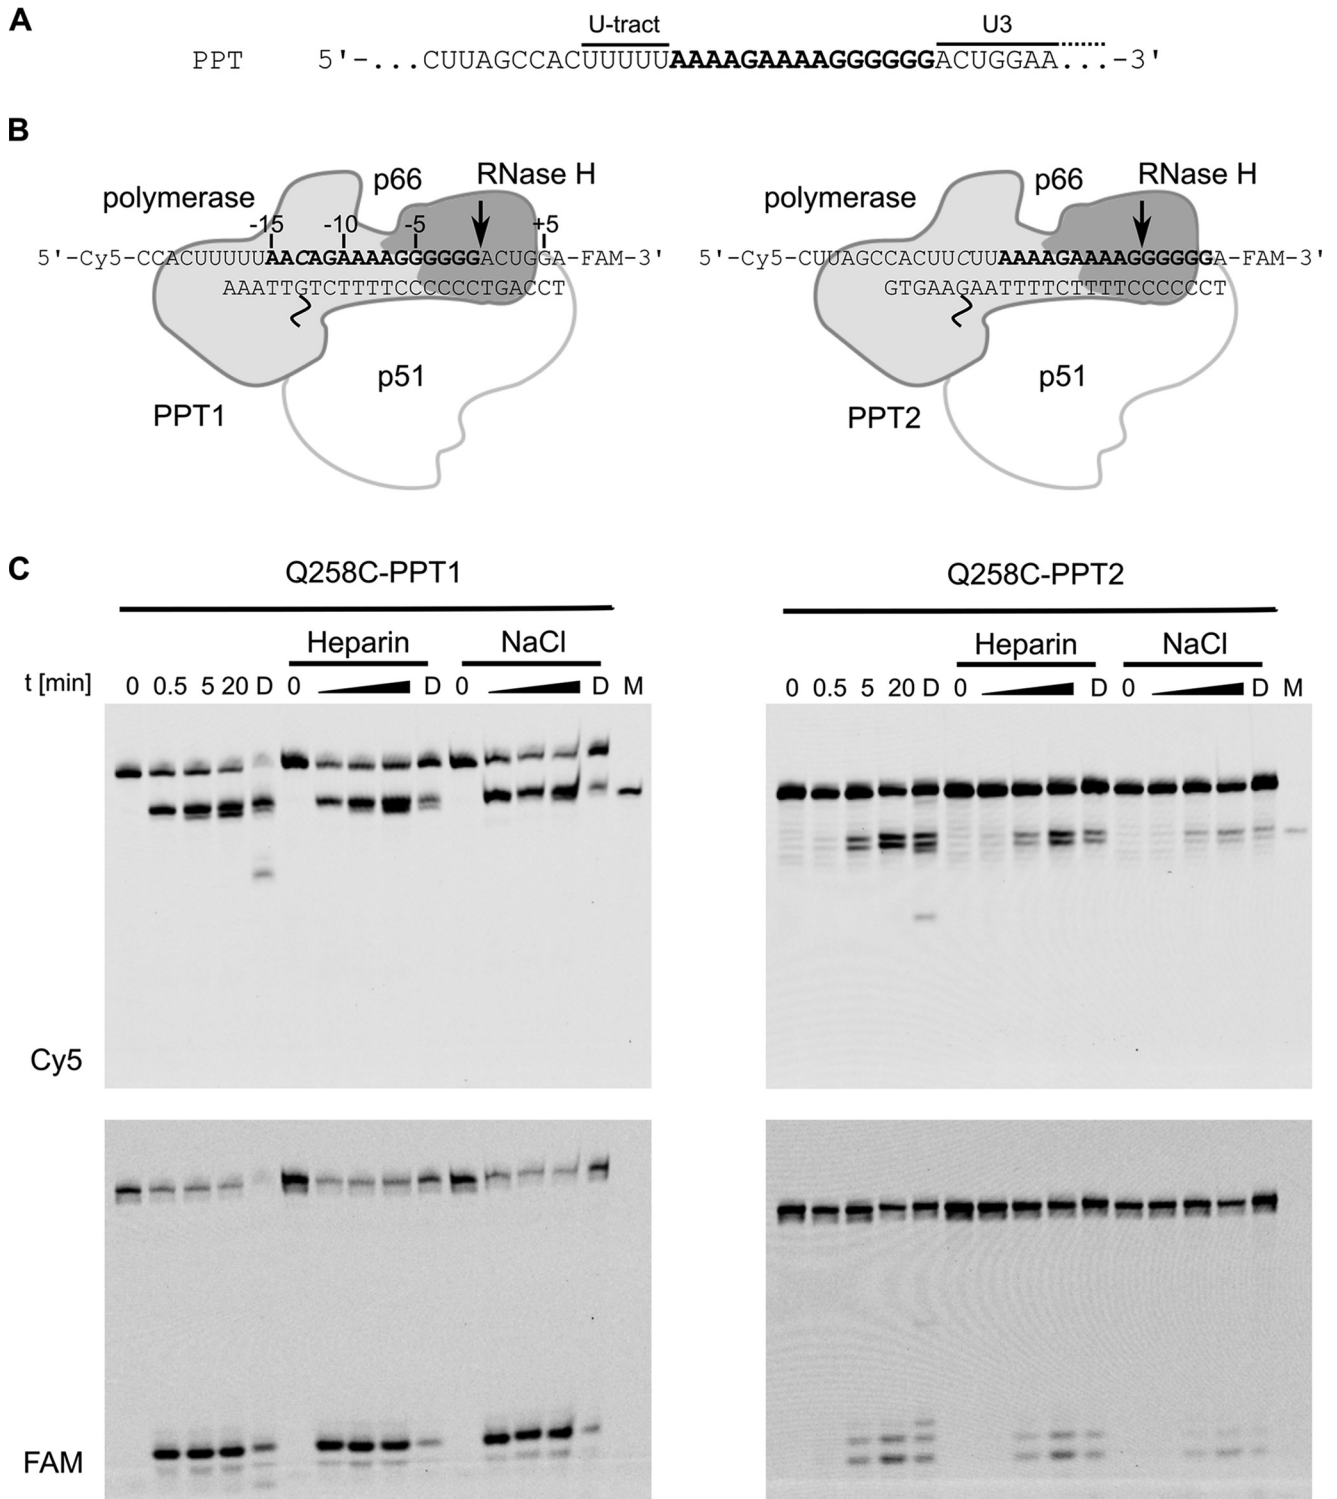 A
U-tract
U3
PPT 5'-...CUUAGCCACUUUUUAAAAGAAAAGGGGGGACUGGAA...-3'
B
polymerase
p66
RNase H
-15
-10
-5
+5
5'-Cy5-CCACUUUUUUAACAGAAAAGGGGGGACUGGA-FAM-3'
AAATTGTCTTTTCCCCCCTGACCT
p51
PPT1
polymerase
p66
RNase H
5'-Cy5-CUUAGCCACUUCUUAAAAGAAAAGGGGGGA-FAM-3'
GTGAAGAATTTTCTTTTCCCCCCT
p51
PPT2
C
Q258C-PPT1
Heparin NaCl
t [min] 0 0.5 5 20 D 0 D 0 D M
Q258C-PPT2
Heparin NaCl
0 0.5 5 20 D 0 D 0 D M
Cy5
FAM